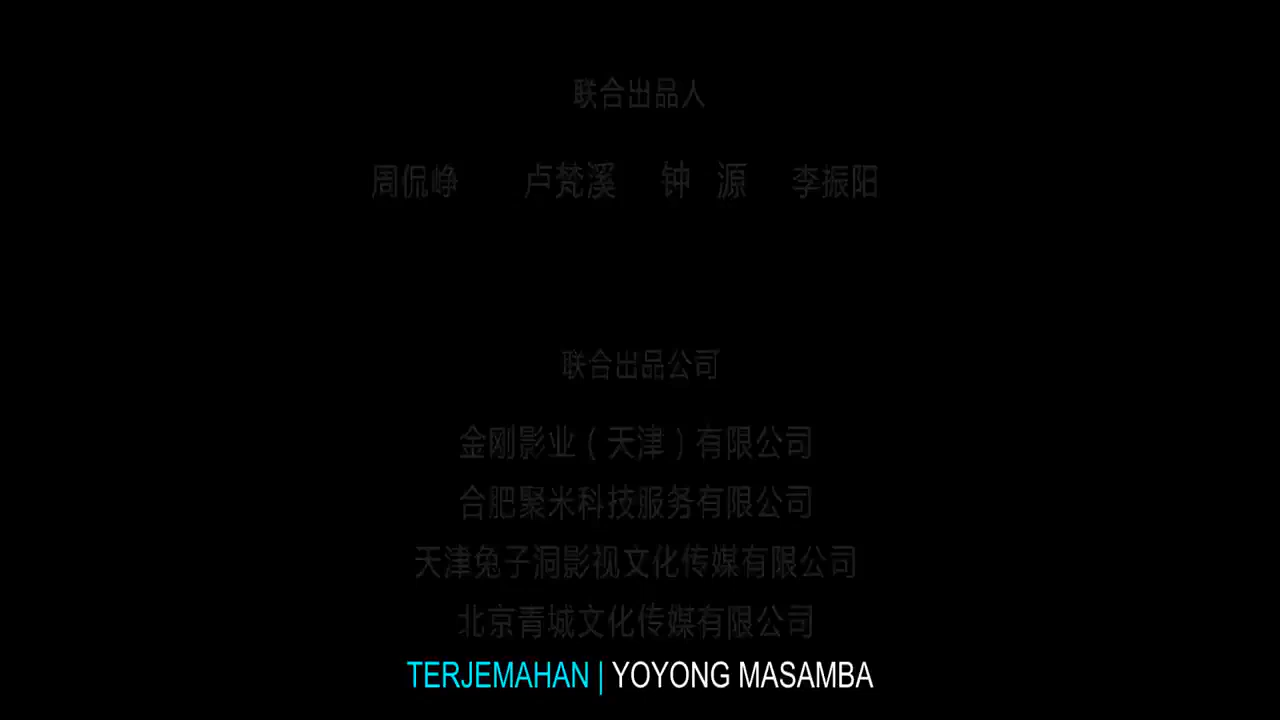 联合出品人
周侃峥 卢梵溪 钟 源 李振阳
联合出品公司
金刚影业（天津）有限公司
合肥聚米科技服务有限公司
天津兔子洞影视文化传媒有限公司
北京青城文化传媒有限公司
TERJEMAHAN | YOYONG MASAMBA